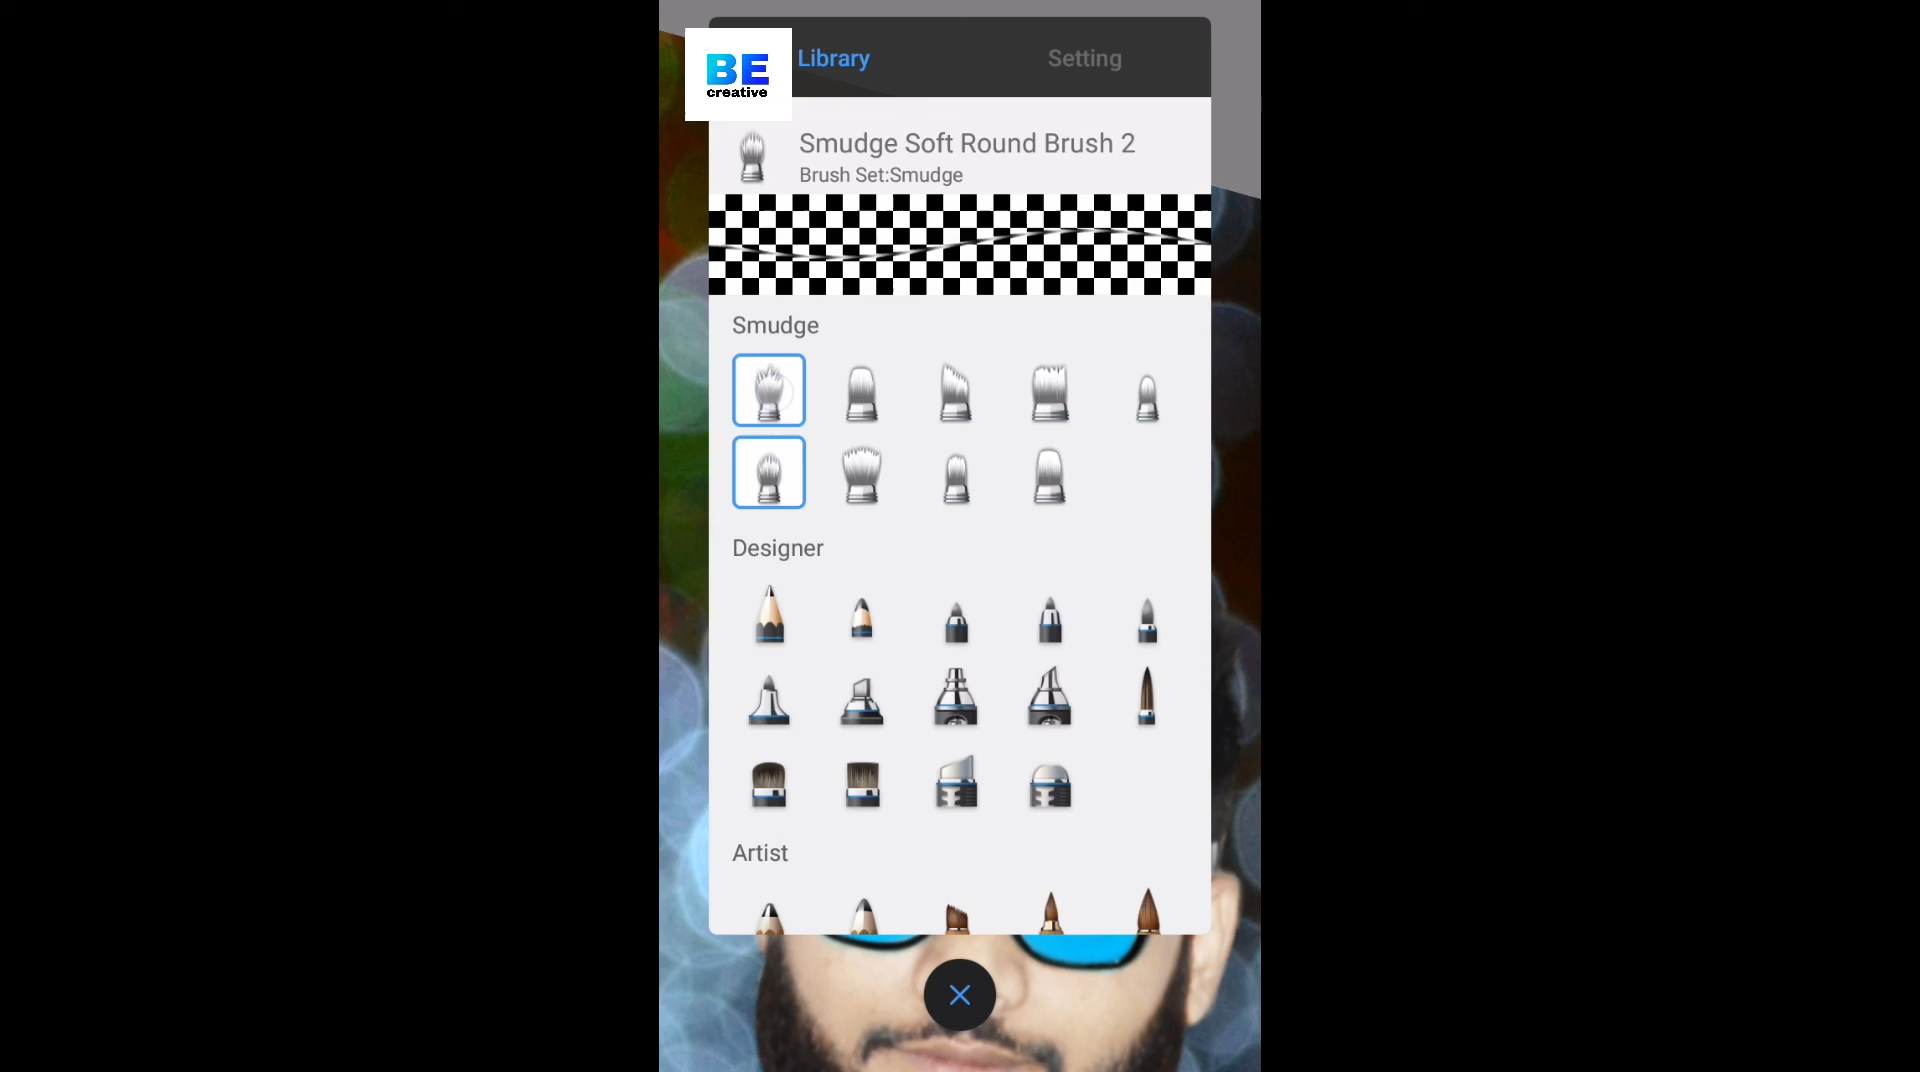 BE
creative
Library
Setting
Smudge Soft Round Brush 2
Brush Set:Smudge
Smudge
Designer
Artist